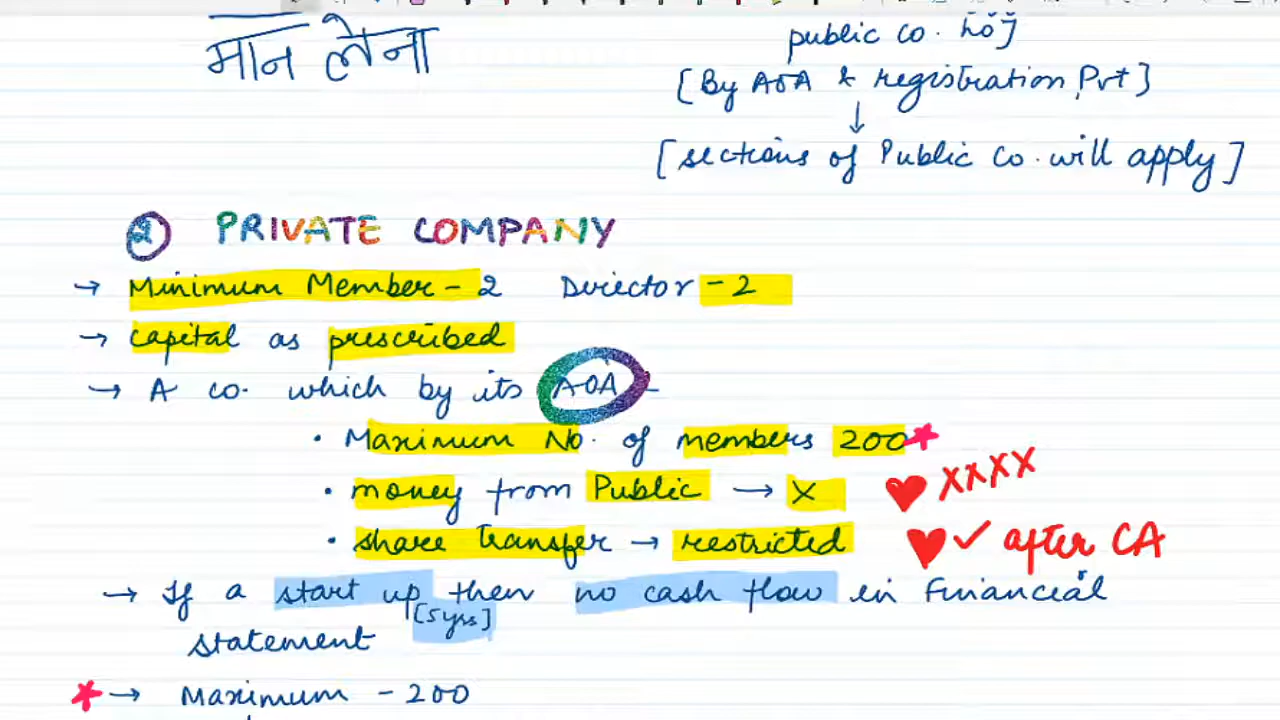 मान लेना
public co. हो]
[By AOA & registration, Pvt]
↓
[sections of Public Co. will apply]
② PRIVATE COMPANY
→ Minimum Member - 2 Director - 2
→ capital as prescribed
→ A co. which by its AOA -
• Maximum No. of members 200*
• money from Public → X ♥ XXXX
• share transfer → restricted ♥ ✓ after CA
→ If a start up then no cash flow in Financial
[5yrs]
statement
* → Maximum - 200